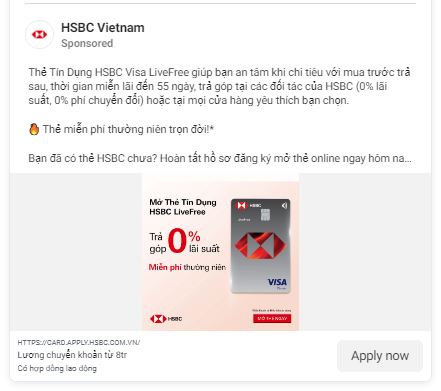 HSBC Vietnam
Sponsored
Thẻ Tín Dụng HSBC Visa LiveFree giúp bạn an tâm khi chi tiêu với mua trước trả
sau, thời gian miễn lãi đến 55 ngày, trả góp tại các đối tác của HSBC (0% lãi
suất, 0% phí chuyển đổi) hoặc tại mọi cửa hàng yêu thích bạn chọn.
🔥 Thẻ miễn phí thường niên trọn đời!*
Bạn đã có thẻ HSBC chưa? Hoàn tất hồ sơ đăng ký mở thẻ online ngay hôm na...
Mở Thẻ Tín Dụng
HSBC LiveFree
Trả góp 0% lãi suất
Miễn phí thường niên
VISA
HSBC
MỞ THẺ NGAY
HTTPS://CARD.APPLY.HSBC.COM.VN/
Lương chuyển khoản từ 8tr
Có hợp đồng lao động
Apply now